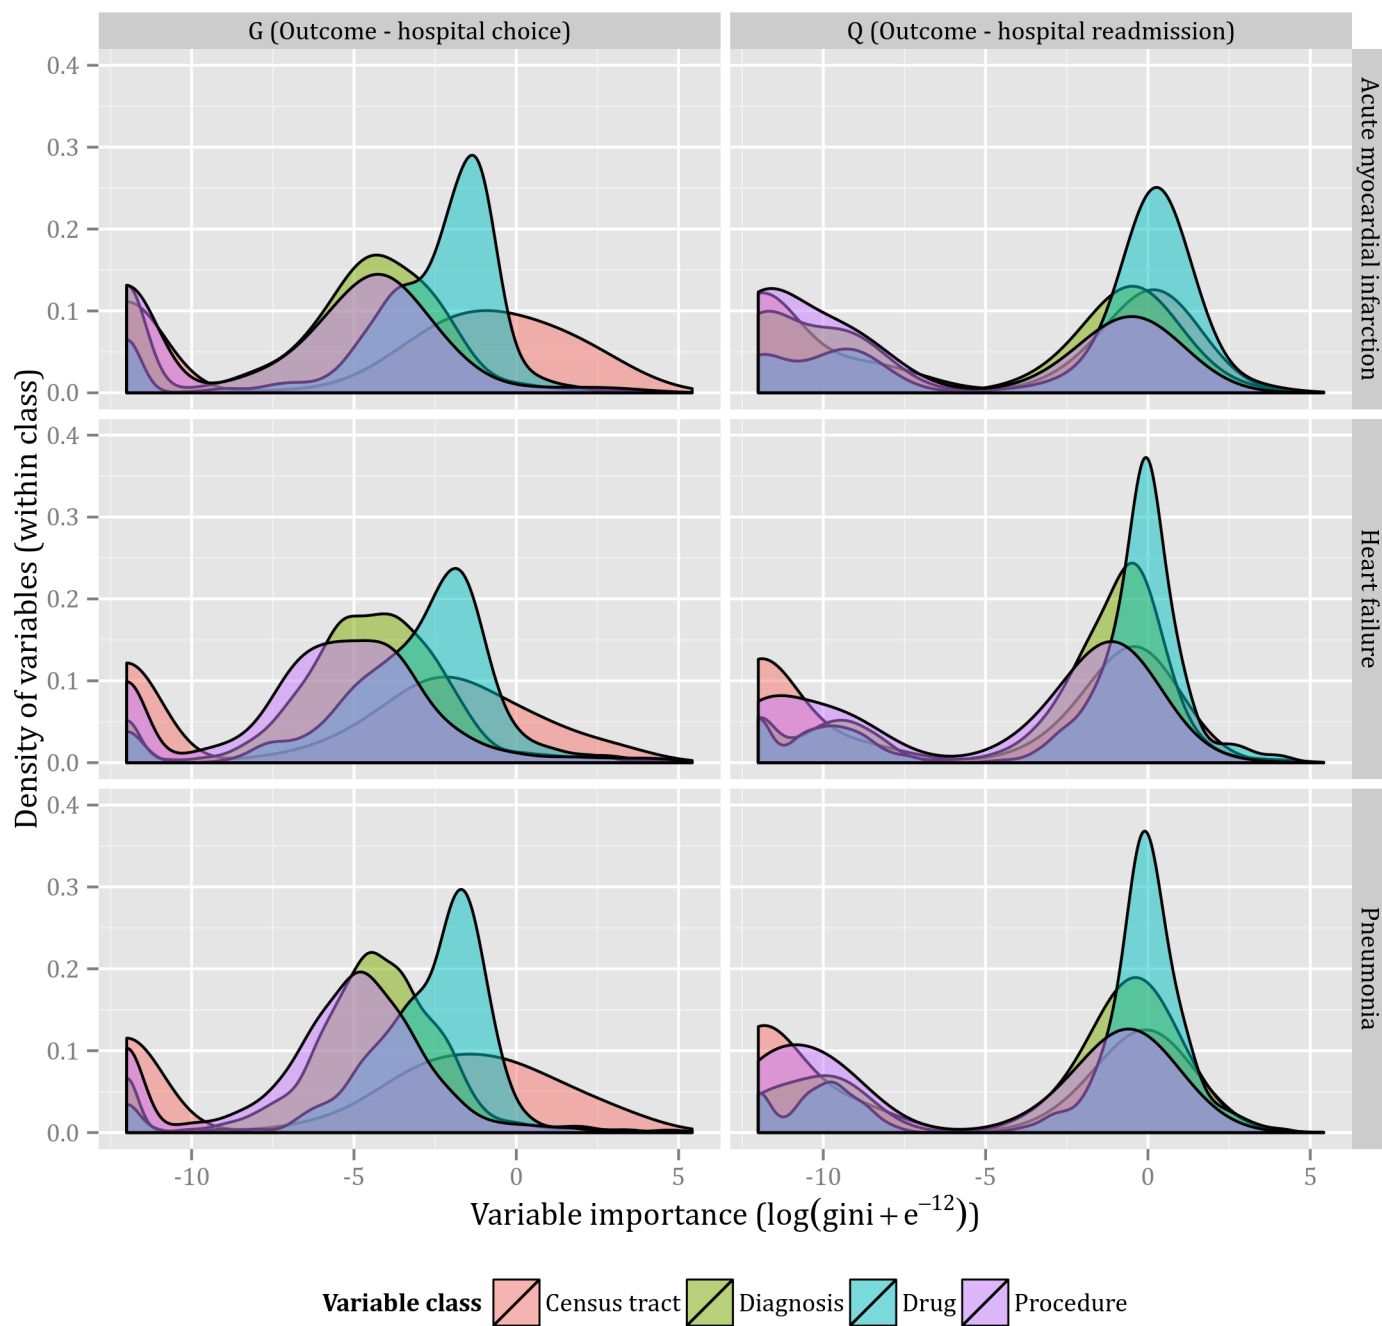 G (Outcome - hospital choice)
Q (Outcome - hospital readmission)
0.4
0.3
0.2
0.1
0.0
Acute myocardial infarction
0.4
0.3
0.2
0.1
0.0
Heart failure
0.4
0.3
0.2
0.1
0.0
Pneumonia
Density of variables (within class)
-10
-5
0
5
-10
-5
0
5
Variable importance (log(gini + e⁻¹²))
Variable class
Census tract
Diagnosis
Drug
Procedure